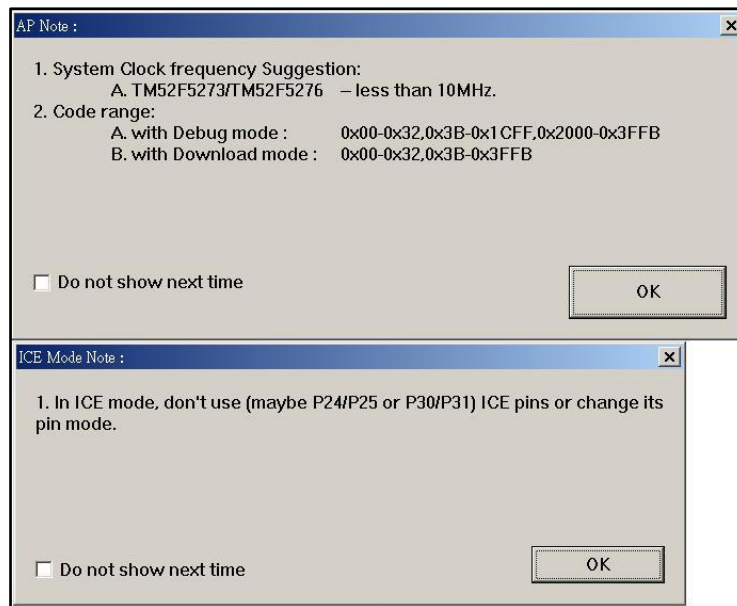 AP Note :
1. System Clock frequency Suggestion:
A. TM52F5273/TM52F5276 – less than 10MHz.
2. Code range:
A. with Debug mode : 0x00-0x32,0x3B-0x1CFF,0x2000-0x3FFB
B. with Download mode : 0x00-0x32,0x3B-0x3FFB
Do not show next time
OK
ICE Mode Note :
1. In ICE mode, don't use (maybe P24/P25 or P30/P31) ICE pins or change its
pin mode.
Do not show next time
OK